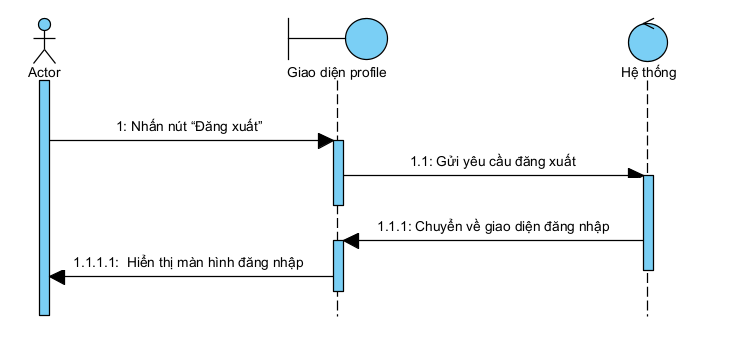 Actor
Giao diện profile
Hệ thống
1: Nhấn nút “Đăng xuất”
1.1: Gửi yêu cầu đăng xuất
1.1.1: Chuyển về giao diện đăng nhập
1.1.1.1:  Hiển thị màn hình đăng nhập